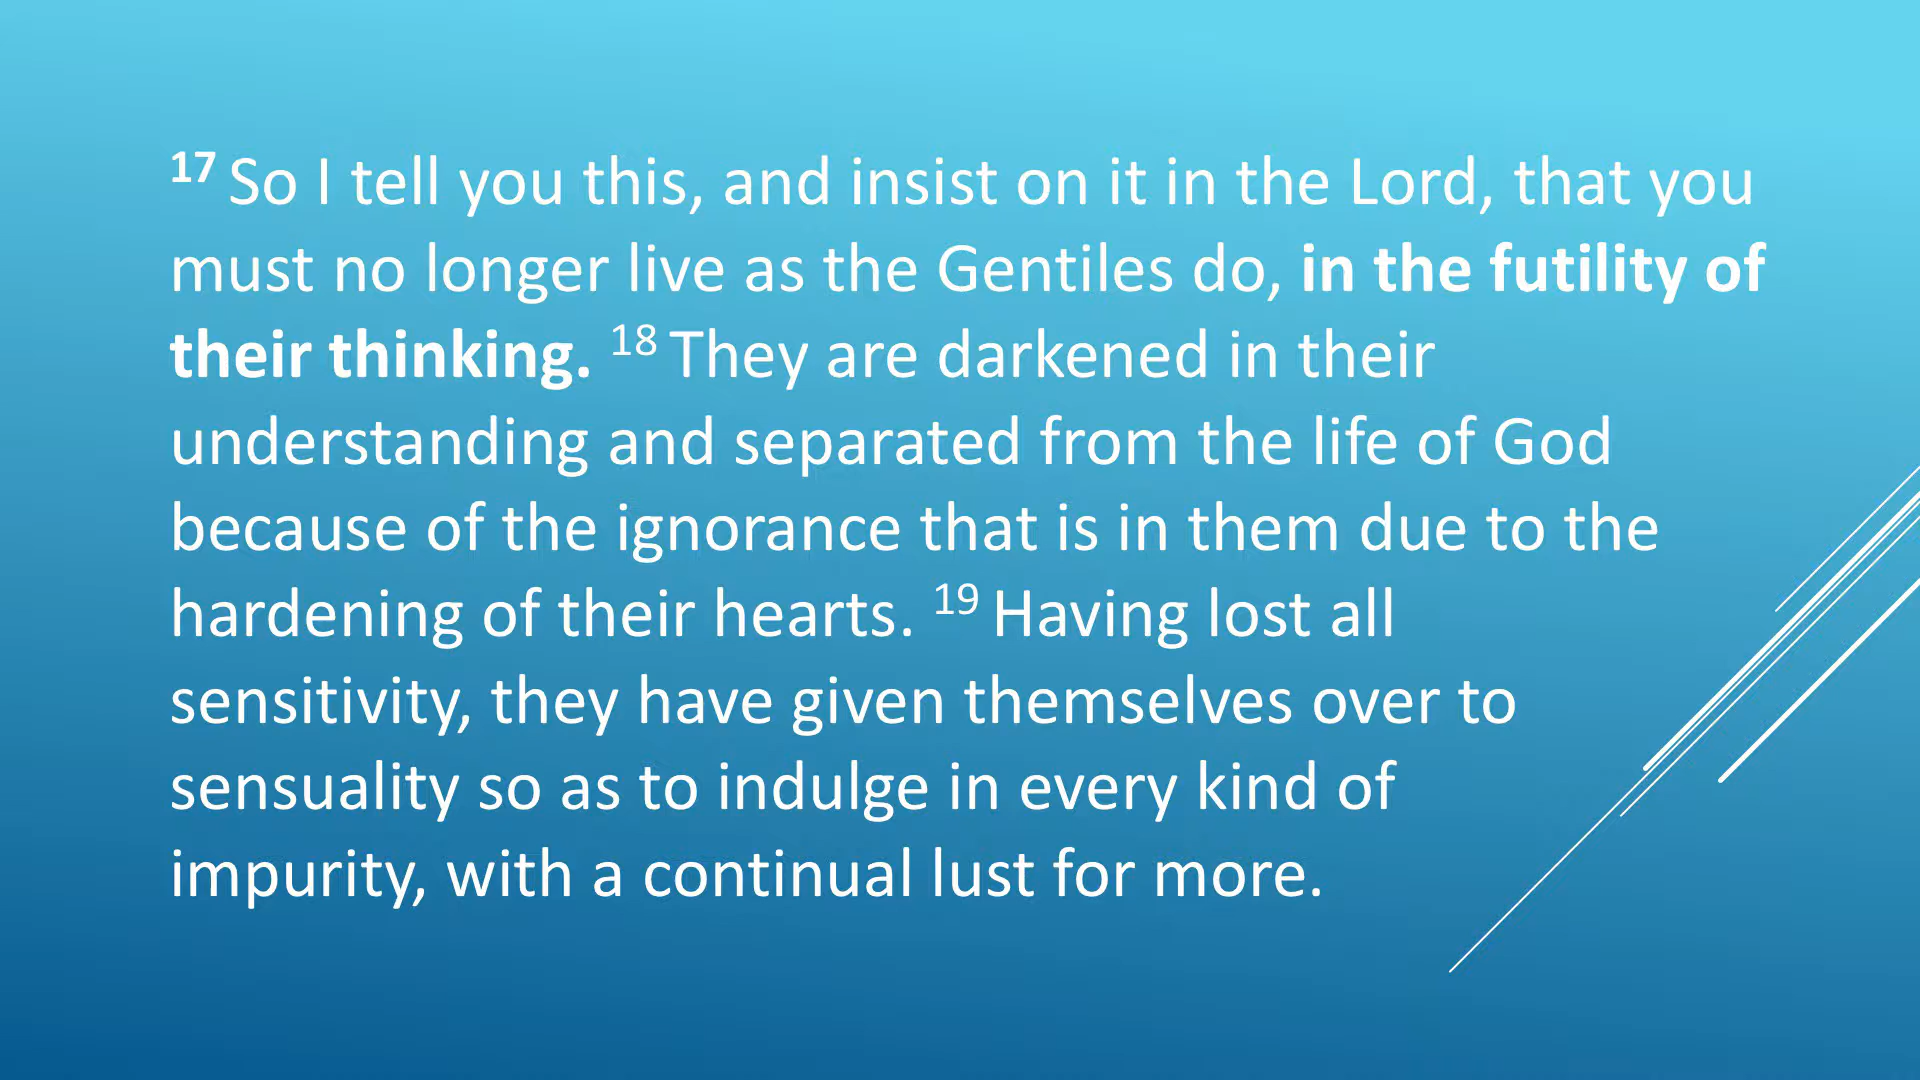 17 So I tell you this, and insist on it in the Lord, that you
must no longer live as the Gentiles do, in the futility of
their thinking. 18 They are darkened in their
understanding and separated from the life of God
because of the ignorance that is in them due to the
hardening of their hearts. 19 Having lost all
sensitivity, they have given themselves over to
sensuality so as to indulge in every kind of
impurity, with a continual lust for more.